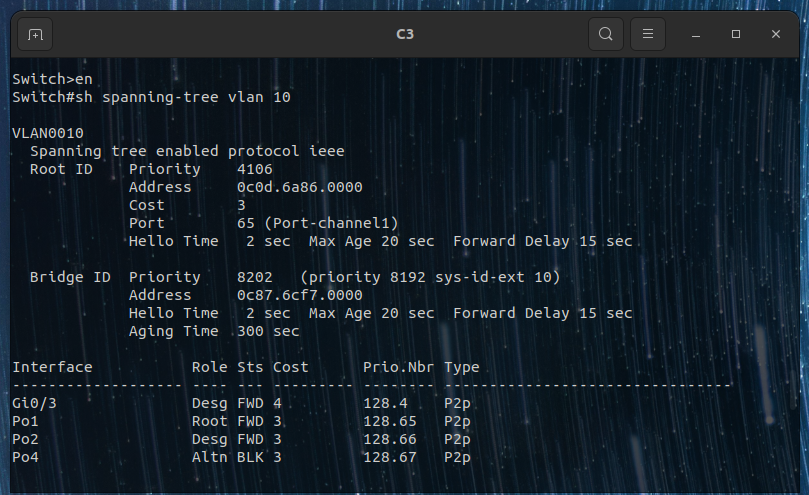 C3
Switch>en
Switch#sh spanning-tree vlan 10
VLAN0010
  Spanning tree enabled protocol ieee
  Root ID    Priority    4106
             Address     0c0d.6a86.0000
             Cost        3
             Port        65 (Port-channel1)
             Hello Time   2 sec  Max Age 20 sec  Forward Delay 15 sec
  Bridge ID  Priority    8202   (priority 8192 sys-id-ext 10)
             Address     0c87.6cf7.0000
             Hello Time   2 sec  Max Age 20 sec  Forward Delay 15 sec
             Aging Time  300 sec
Interface           Role Sts Cost      Prio.Nbr Type
------------------- ---- --- --------- -------- --------------------------------
Gi0/3               Desg FWD 4         128.4    P2p
Po1                 Root FWD 3         128.65   P2p
Po2                 Desg FWD 3         128.66   P2p
Po4                 Altn BLK 3         128.67   P2p